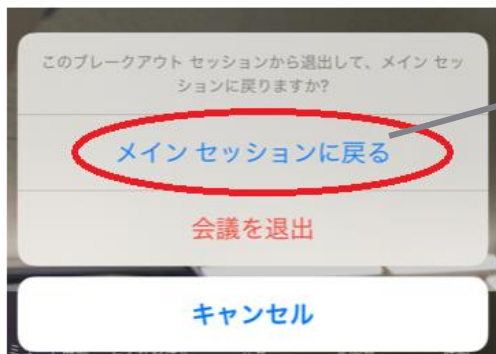 このブレークアウト セッションから退出して、メイン セッ
ションに戻りますか?
メイン セッションに戻る
会議を退出
キャンセル